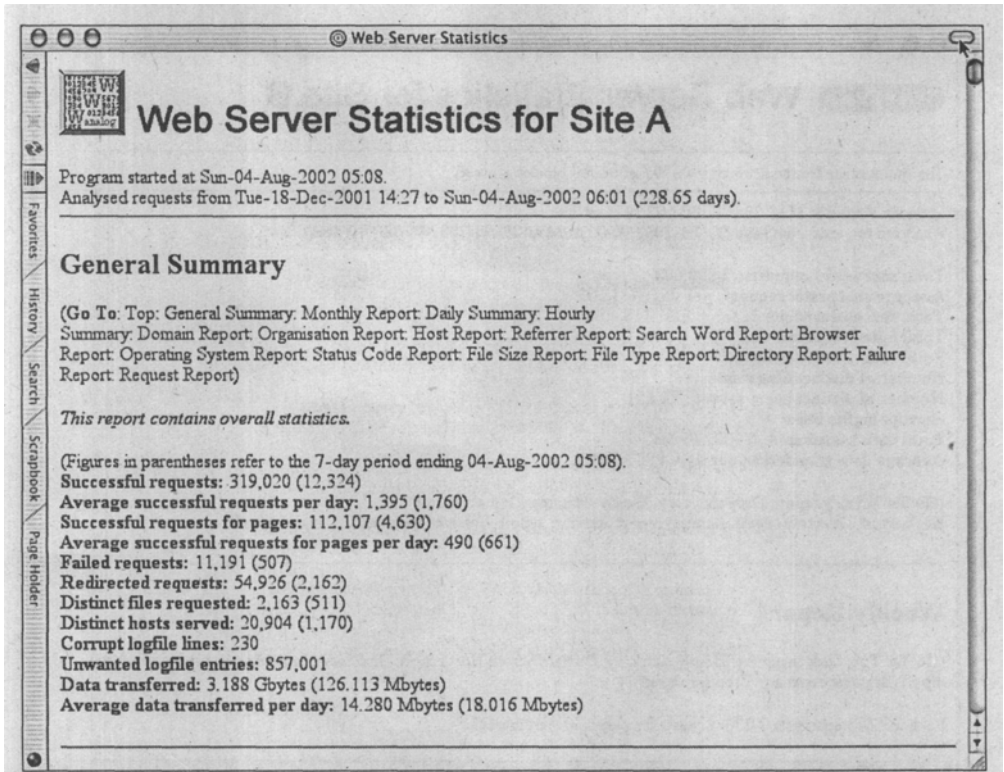 Web Server Statistics
W W
W W W
analog
Web Server Statistics for Site A
Program started at Sun-04-Aug-2002 05:08.
Analysed requests from Tue-18-Dec-2001 14:27 to Sun-04-Aug-2002 06:01 (228.65 days).
General Summary
(Go To: Top: General Summary: Monthly Report: Daily Summary: Hourly
Summary: Domain Report: Organisation Report: Host Report: Referrer Report: Search Word Report: Browser
Report: Operating System Report: Status Code Report: File Size Report: File Type Report: Directory Report: Failure
Report: Request Report)
This report contains overall statistics.
(Figures in parentheses refer to the 7-day period ending 04-Aug-2002 05:08).
Successful requests: 319,020 (12,324)
Average successful requests per day: 1,395 (1,760)
Successful requests for pages: 112,107 (4,630)
Average successful requests for pages per day: 490 (661)
Failed requests: 11,191 (507)
Redirected requests: 54,926 (2,162)
Distinct files requested: 2,163 (511)
Distinct hosts served: 20,904 (1,170)
Corrupt logfile lines: 230
Unwanted logfile entries: 857,001
Data transferred: 3.188 Gbytes (126.113 Mbytes)
Average data transferred per day: 14.280 Mbytes (18.016 Mbytes)
Favorites
History
Search
Scrapbook
Page Holder